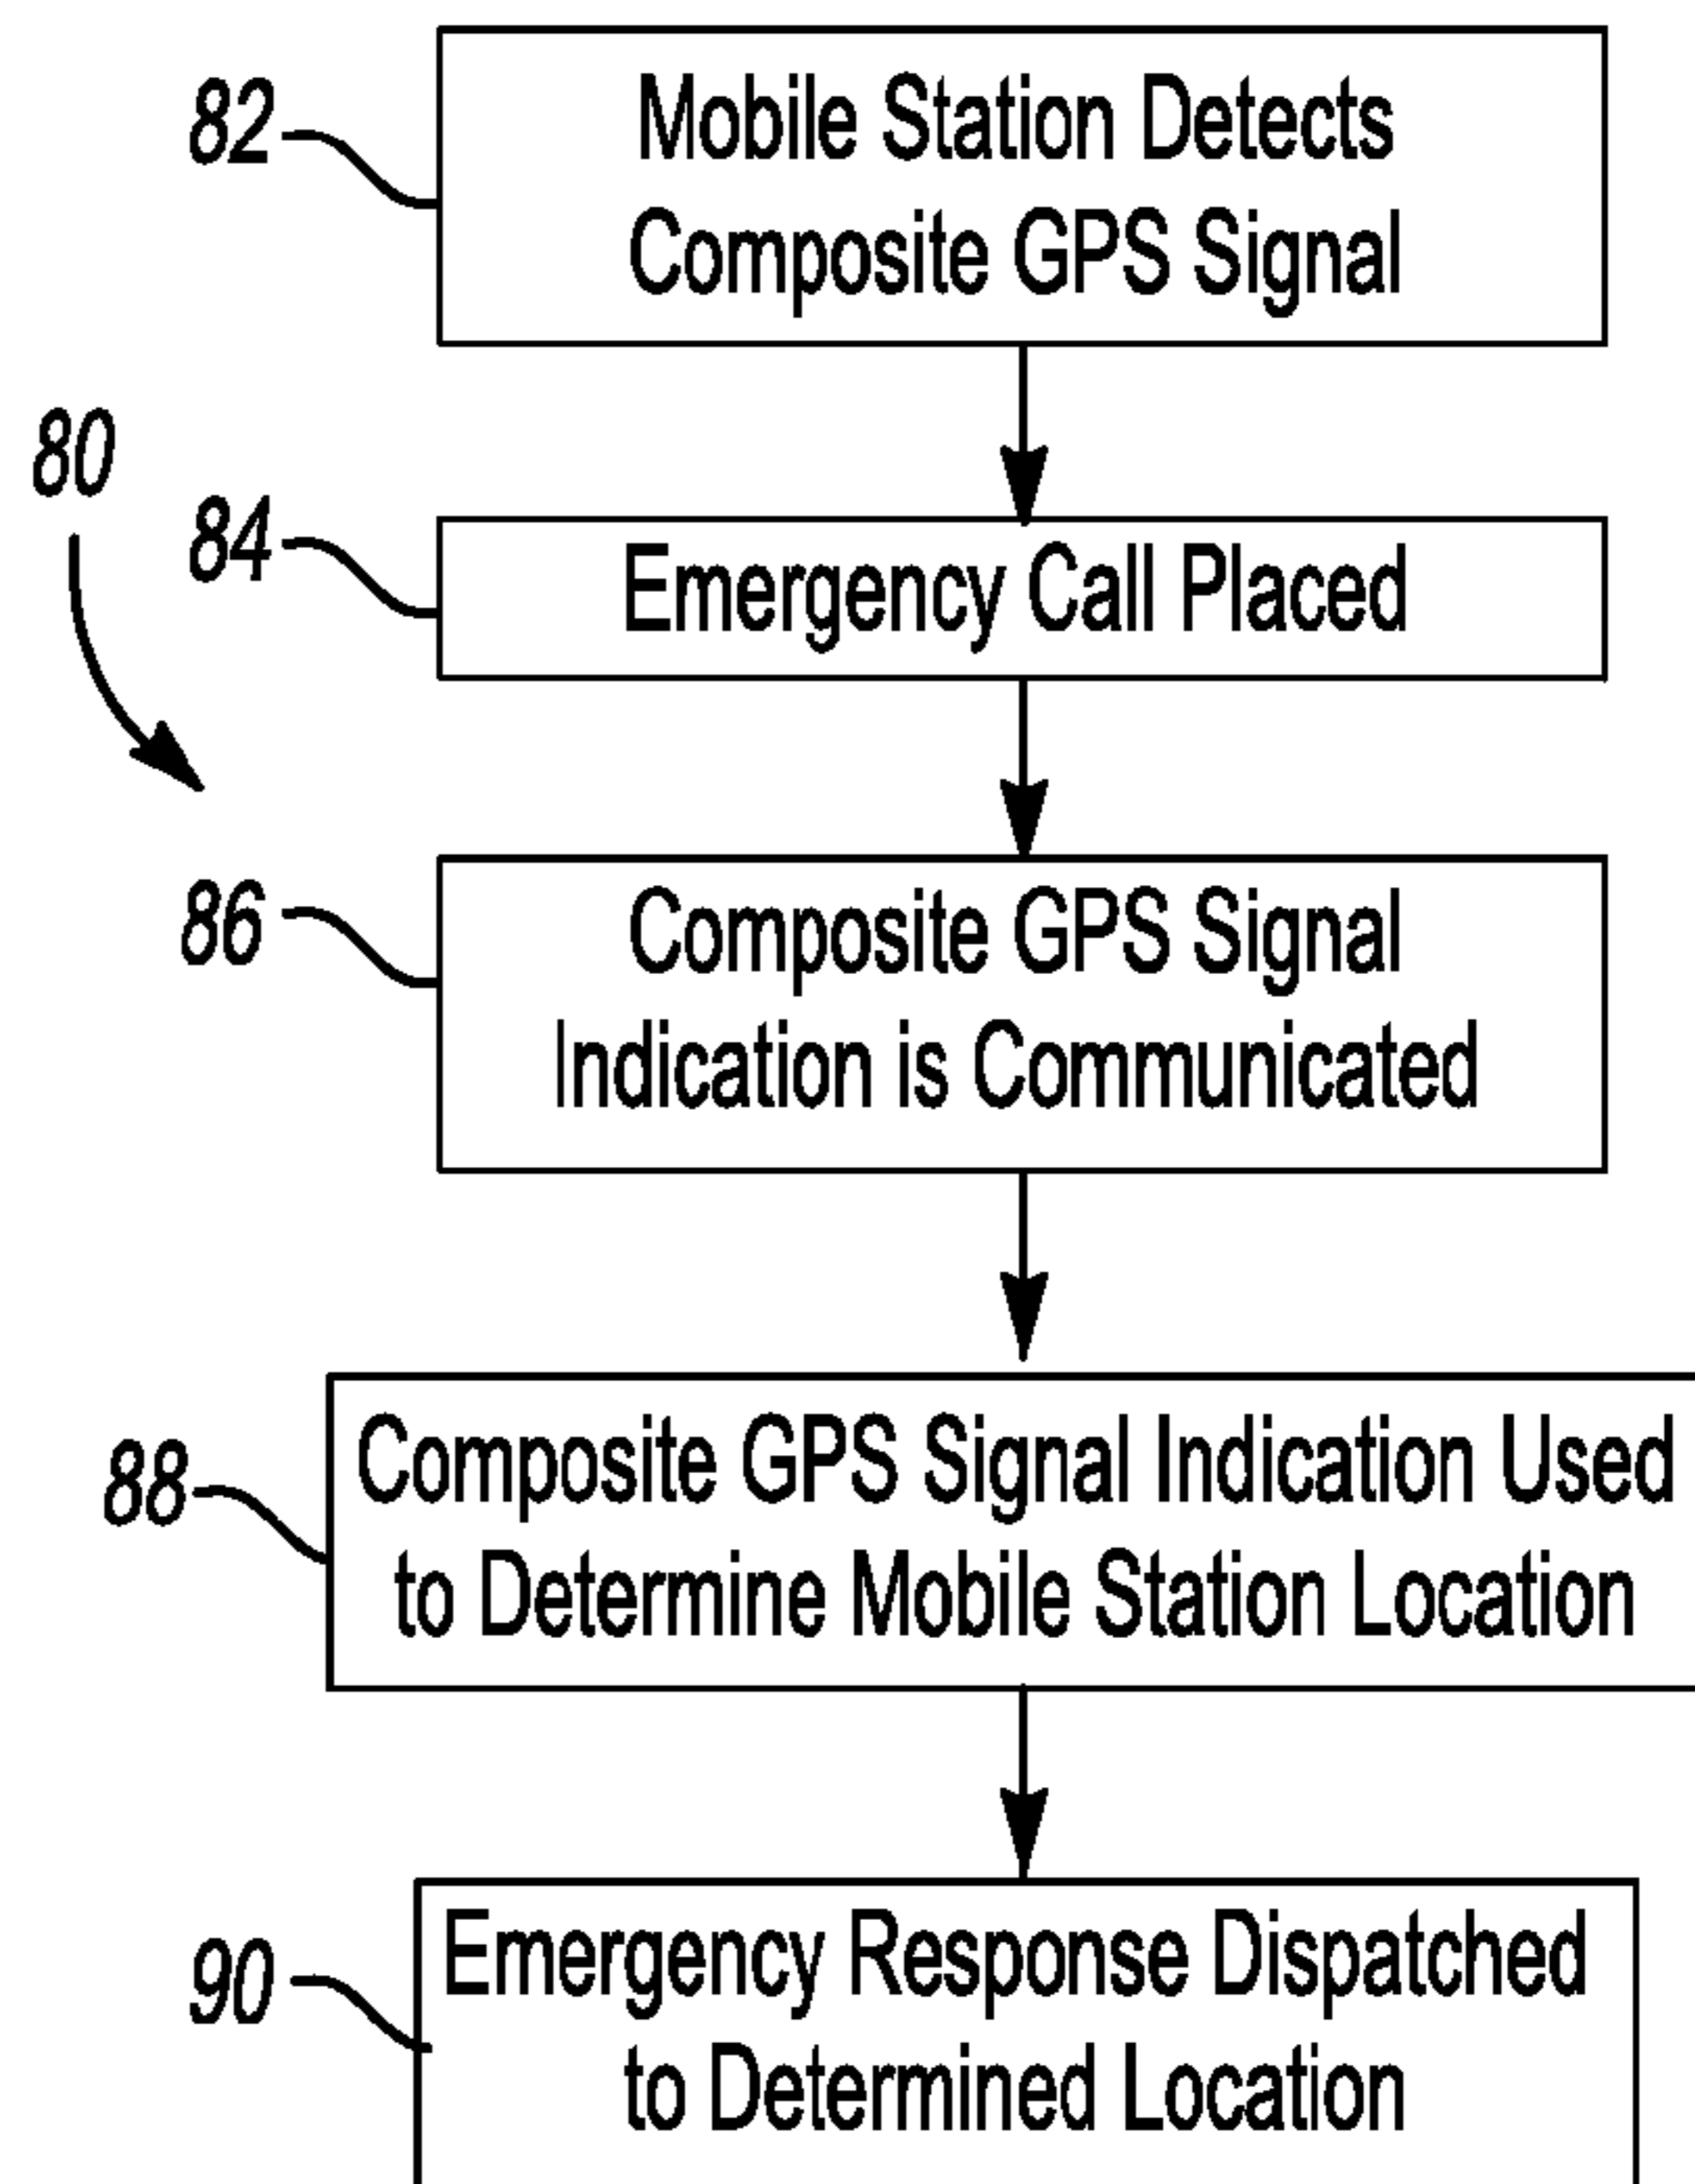 82
Mobile Station Detects
Composite GPS Signal
80
84
Emergency Call Placed
86
Composite GPS Signal
Indication is Communicated
88
Composite GPS Signal Indication Used
to Determine Mobile Station Location
90
Emergency Response Dispatched
to Determined Location